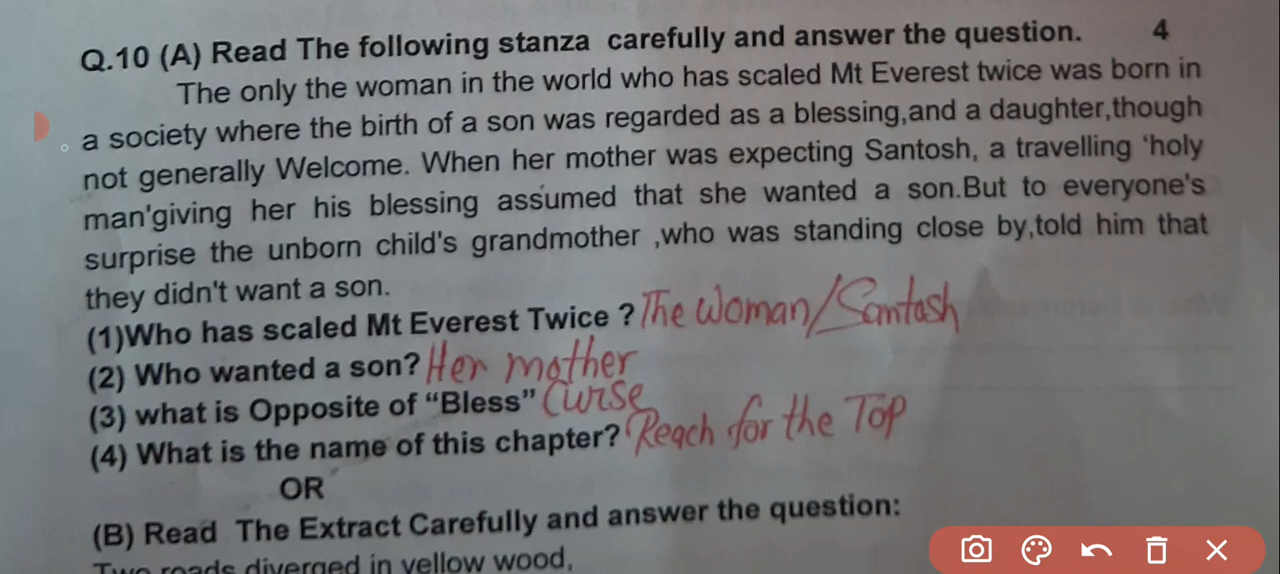 Q.10 (A) Read The following stanza carefully and answer the question. 4
The only the woman in the world who has scaled Mt Everest twice was born in
a society where the birth of a son was regarded as a blessing,and a daughter,though
not generally Welcome. When her mother was expecting Santosh, a travelling ‘holy
man'giving her his blessing assumed that she wanted a son.But to everyone's
surprise the unborn child's grandmother ,who was standing close by,told him that
they didn't want a son.
(1)Who has scaled Mt Everest Twice ? The Woman/Santosh
(2) Who wanted a son? Her mother
(3) what is Opposite of “Bless” Curse
(4) What is the name of this chapter? Reach for the Top
OR
(B) Read The Extract Carefully and answer the question:
Two roads diverged in yellow wood,